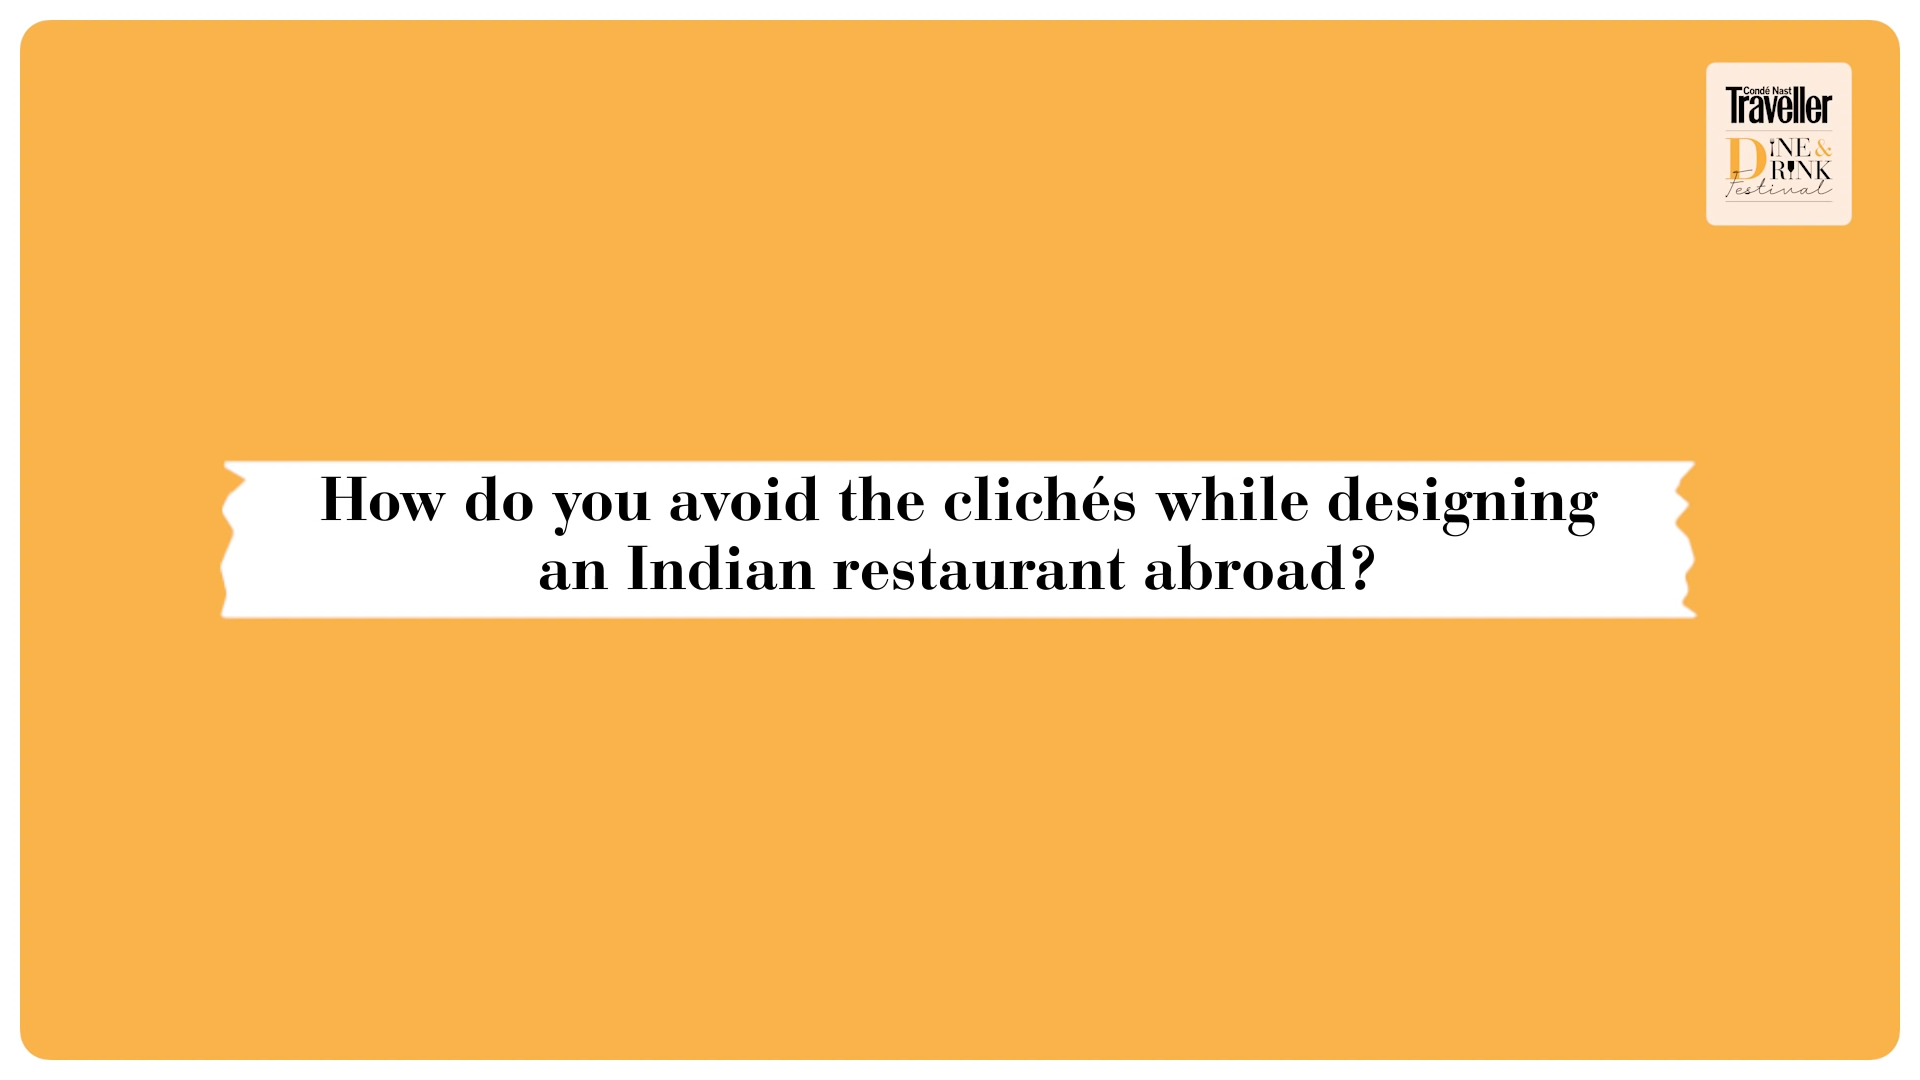 Condé Nast
Traveller
DINE &
DRINK
Festival
How do you avoid the clichés while designing
an Indian restaurant abroad?